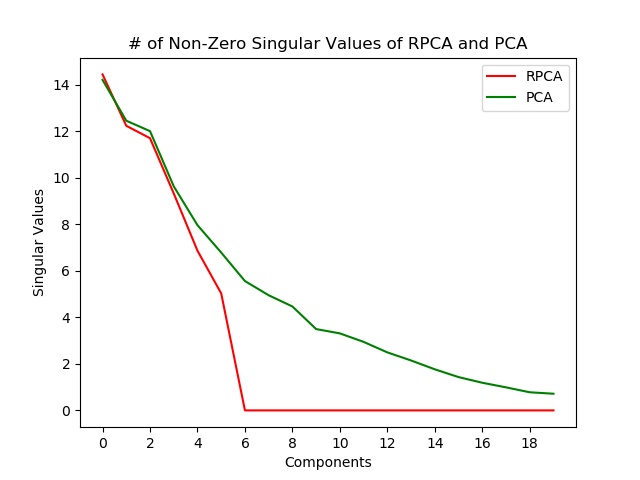 # of Non-Zero Singular Values of RPCA and PCA
RPCA
PCA
14
12
10
8
6
4
2
0
Singular Values
0 2 4 6 8 10 12 14 16 18
Components